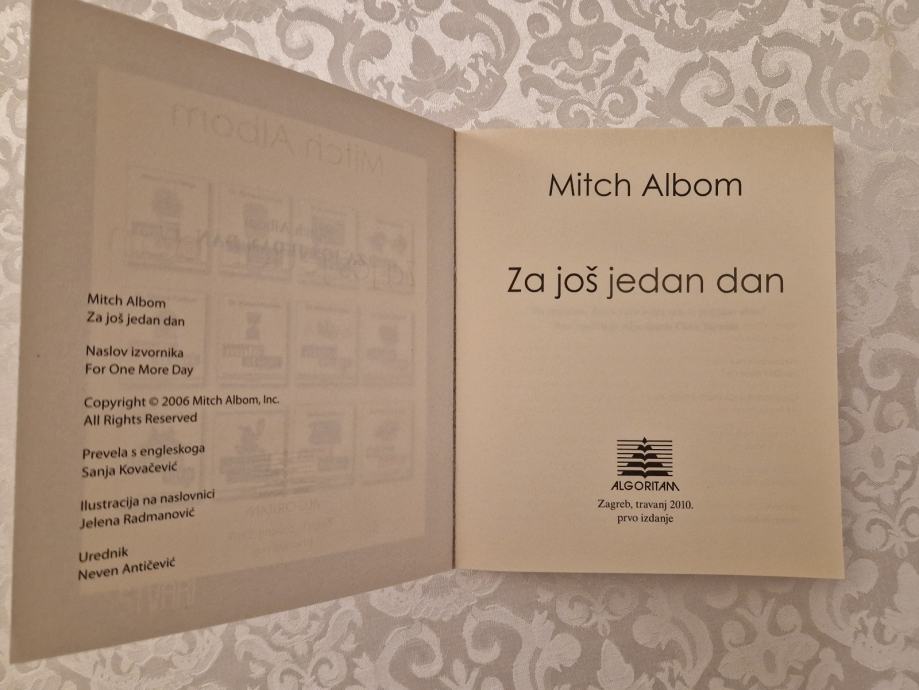 Mitch Albom
Za još jedan dan
Naslov izvornika
For One More Day
Copyright © 2006 Mitch Albom, Inc.
All Rights Reserved
Prevela s engleskoga
Sanja Kovačević
Ilustracija na naslovnici
Jelena Radmanović
Urednik
Neven Antičević
Mitch Albom
Za još jedan dan
ALGORITAM
Zagreb, travanj 2010.
prvo izdanje